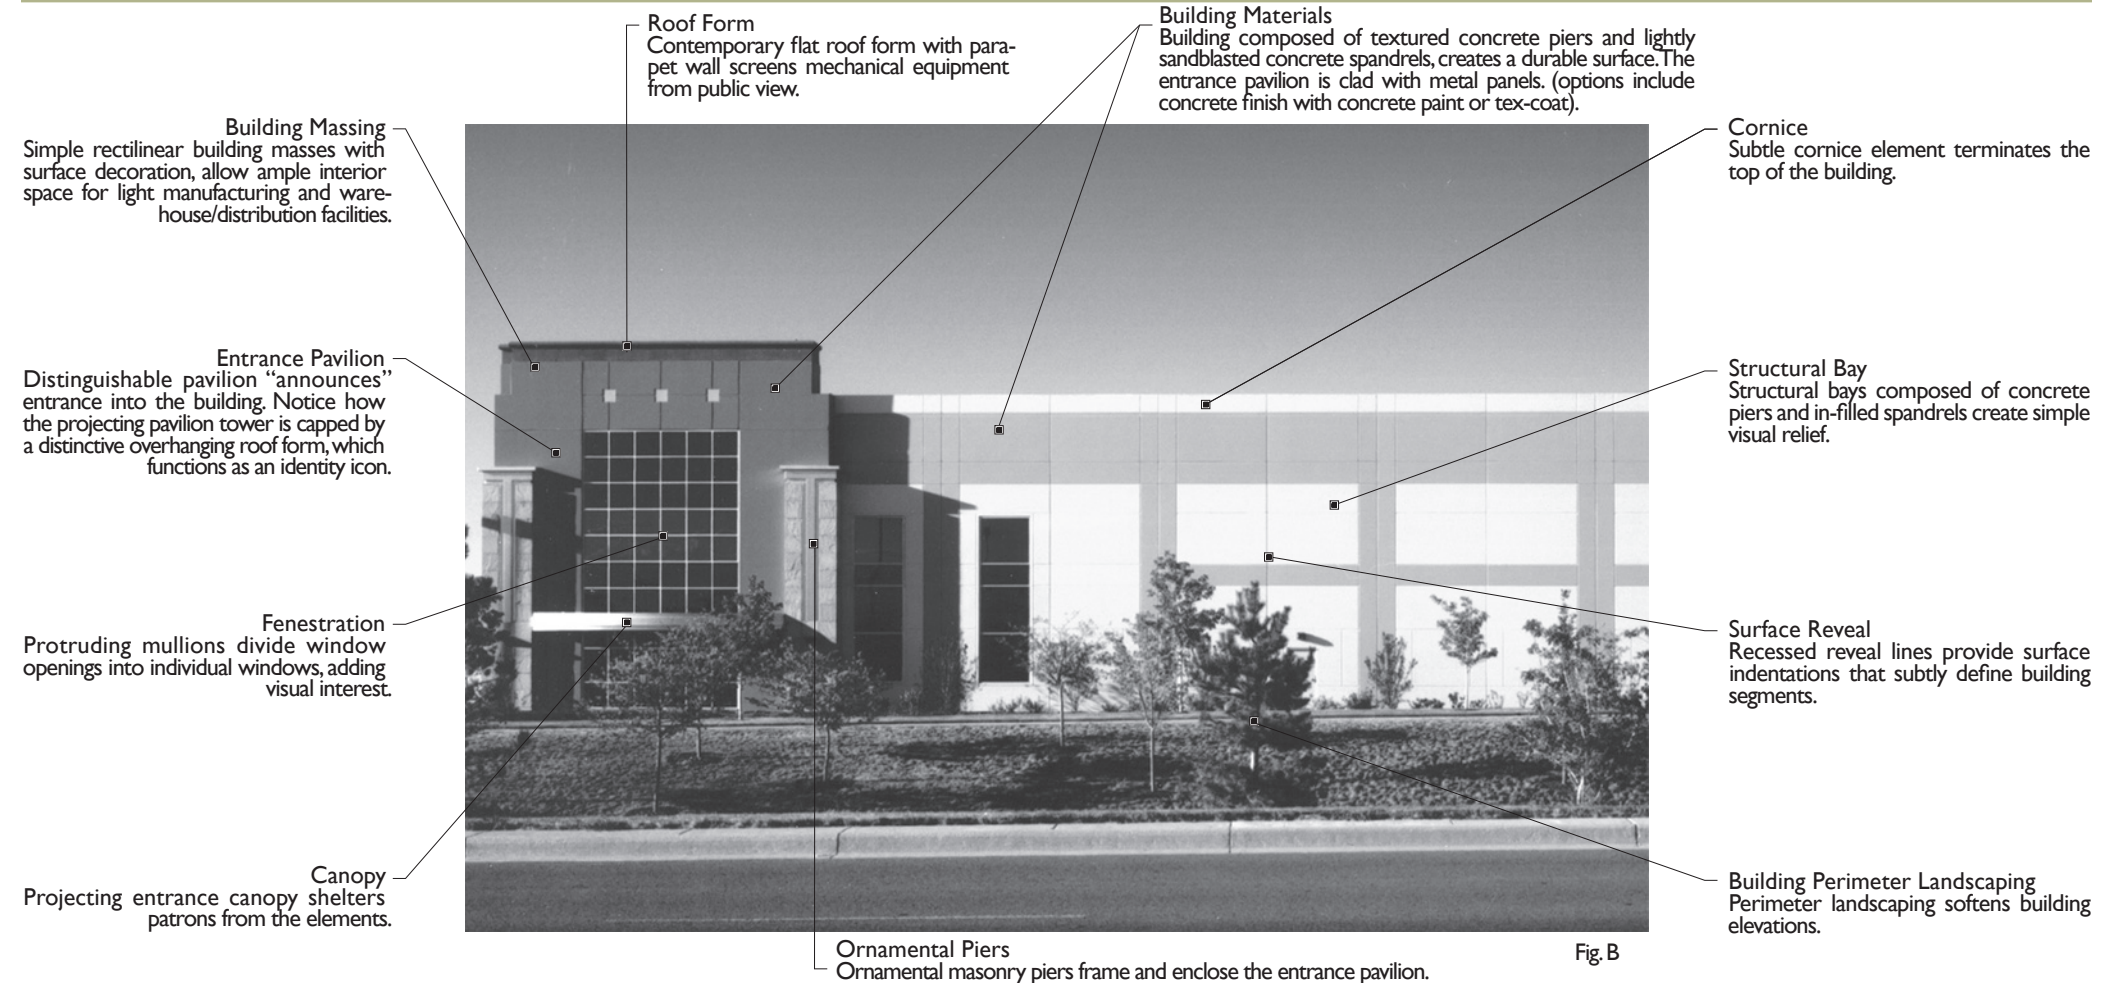 Roof Form
Contemporary flat roof form with para-
pet wall screens mechanical equipment
from public view.
Building Materials
Building composed of textured concrete piers and lightly
sandblasted concrete spandrels, creates a durable surface. The
entrance pavilion is clad with metal panels. (options include
concrete finish with concrete paint or tex-coat).
Building Massing
Simple rectilinear building masses with
surface decoration, allow ample interior
space for light manufacturing and ware-
house/distribution facilities.
Cornice
Subtle cornice element terminates the
top of the building.
Entrance Pavilion
Distinguishable pavilion “announces”
entrance into the building. Notice how
the projecting pavilion tower is capped by
a distinctive overhanging roof form, which
functions as an identity icon.
Structural Bay
Structural bays composed of concrete
piers and in-filled spandrels create simple
visual relief.
Fenestration
Protruding mullions divide window
openings into individual windows, adding
visual interest.
Surface Reveal
Recessed reveal lines provide surface
indentations that subtly define building
segments.
Canopy
Projecting entrance canopy shelters
patrons from the elements.
Building Perimeter Landscaping
Perimeter landscaping softens building
elevations.
Ornamental Piers
Ornamental masonry piers frame and enclose the entrance pavilion.
Fig. B